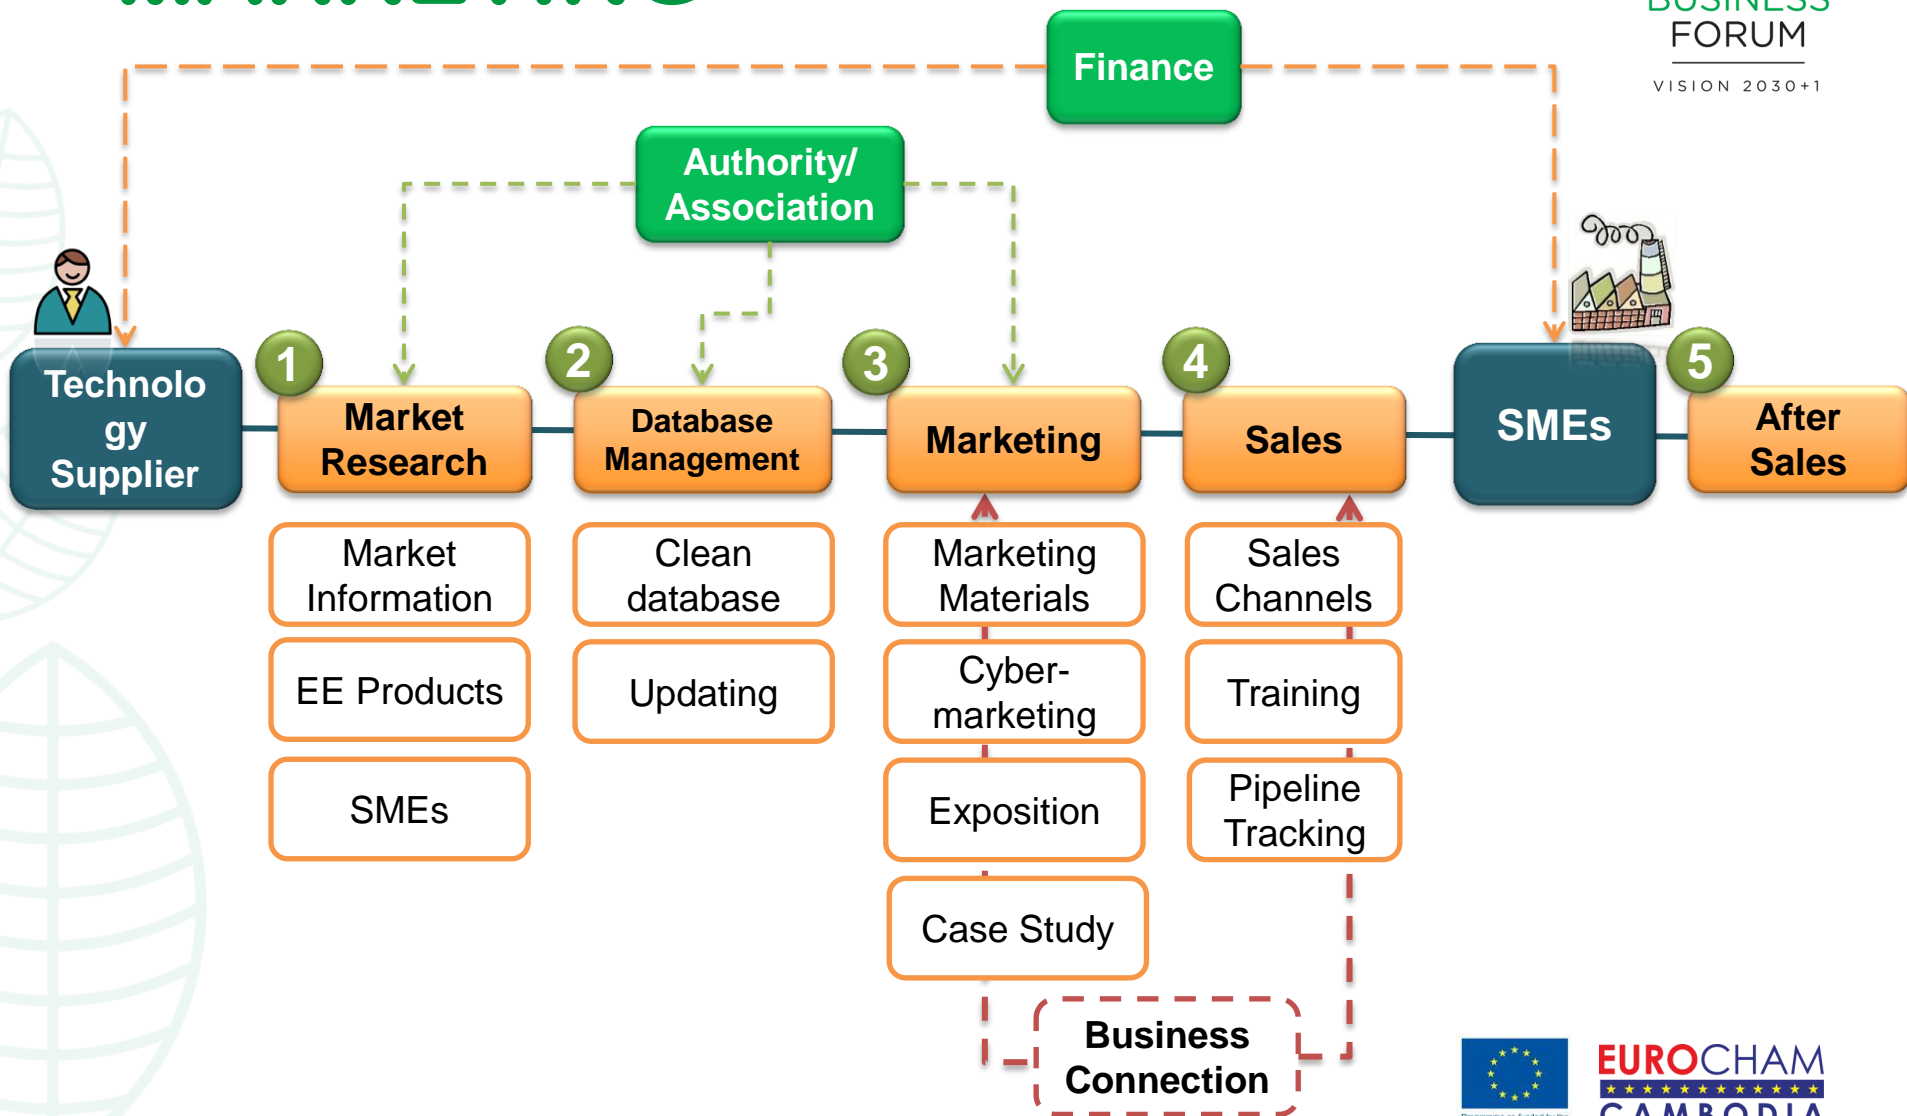 BUSINESS
FORUM
VISION 2030+1
Finance
Authority/
Association
Technolo
gy
Supplier
1
Market
Research
2
Database
Management
3
Marketing
4
Sales
SMEs
5
After
Sales
Market
Information
EE Products
SMEs
Clean
database
Updating
Marketing
Materials
Cyber-
marketing
Exposition
Case Study
Sales
Channels
Training
Pipeline
Tracking
Business
Connection
EUROCHAM
CAMBODIA